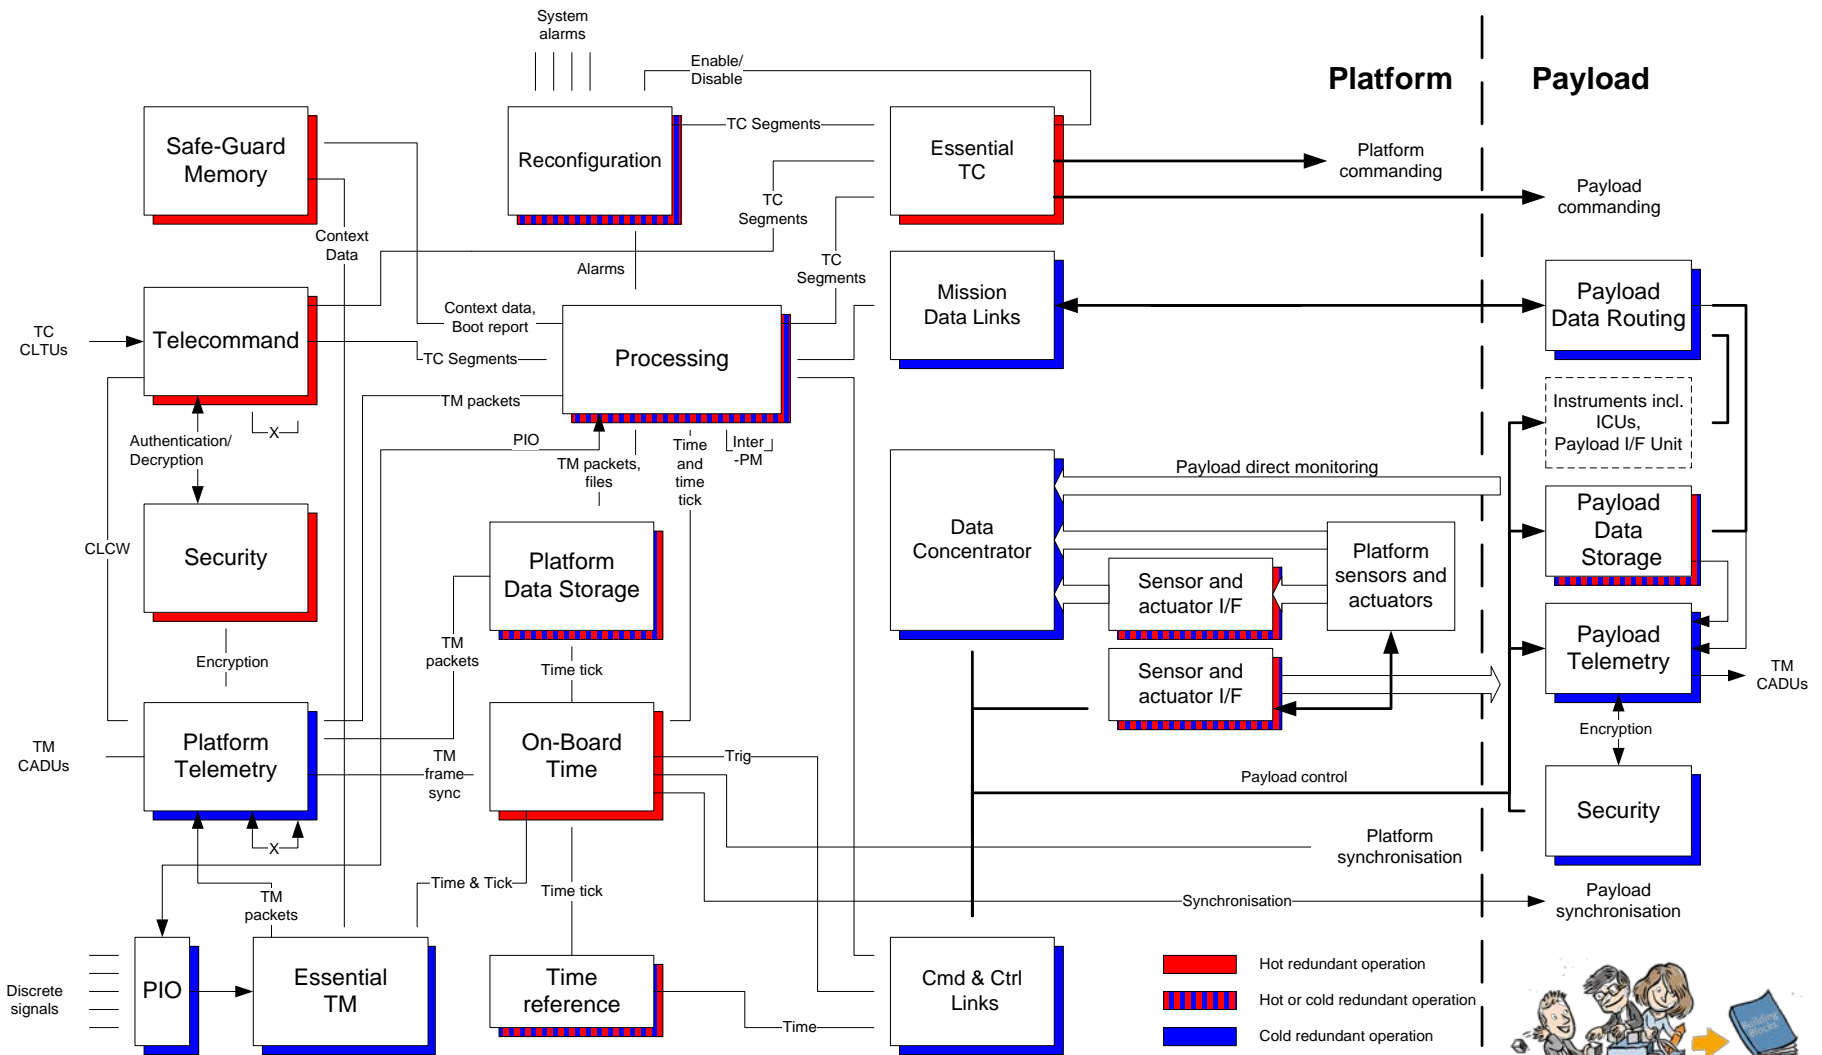 System
alarms
Enable/
Disable
Platform
Payload
Safe-Guard
Memory
Reconfiguration
TC Segments
Essential
TC
Platform
commanding
Payload
commanding
TC
Segments
Context
Data
Alarms
TC
Segments
Mission
Data Links
Payload
Data Routing
TC
CLTUs
Telecommand
Context data,
Boot report
TC Segments
Processing
TM packets
Instruments incl.
ICUs,
Payload I/F Unit
X
Authentication/
Decryption
PIO
TM packets,
files
Time
and
time
tick
Inter
-PM
Payload direct monitoring
CLCW
Security
Platform
Data Storage
Data
Concentrator
Sensor and
actuator I/F
Platform
sensors and
actuators
Payload
Data
Storage
Encryption
TM
packets
Time tick
Sensor and
actuator I/F
Payload
Telemetry
TM
CADUs
TM
CADUs
Platform
Telemetry
TM
frame
sync
On-Board
Time
Trig
Payload control
Encryption
Security
X
Platform
synchronisation
TM
packets
Time & Tick
Time tick
Synchronisation
Payload
synchronisation
Discrete
signals
PIO
Essential
TM
Time
reference
Time
Cmd & Ctrl
Links
Hot redundant operation
Hot or cold redundant operation
Cold redundant operation
Building
Blocks